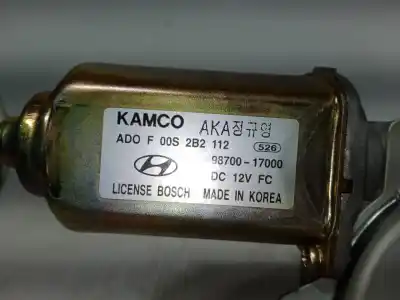 KAMCO AKA정규영
ADO F 00S 2B2 112 526
98700-17000
DC 12V FC
LICENSE BOSCH MADE IN KOREA